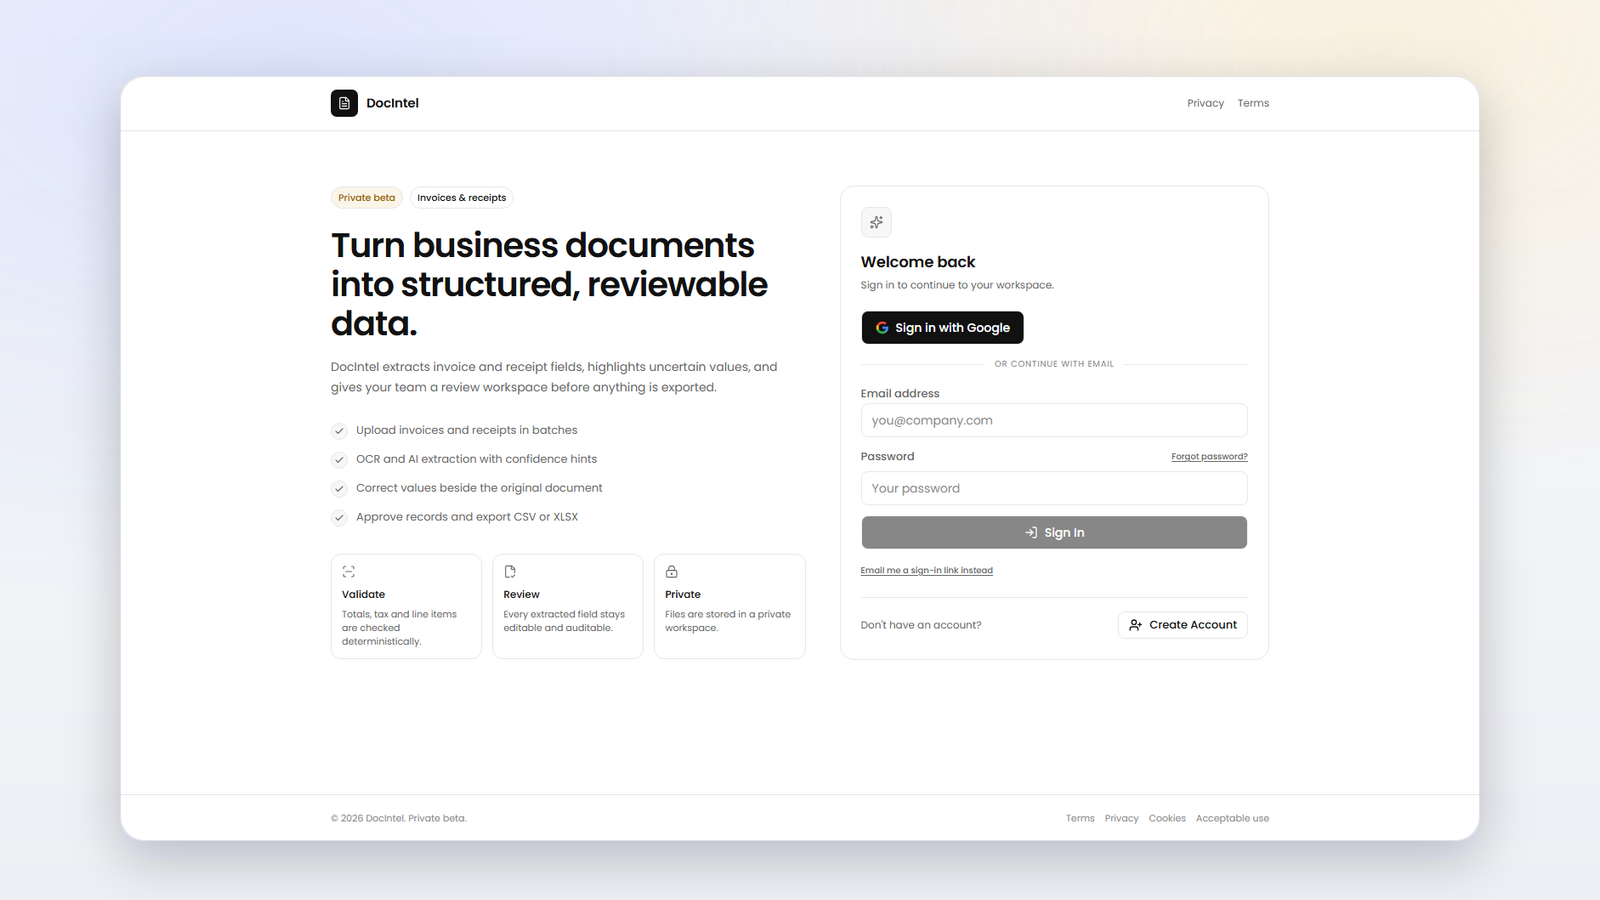 DocIntel
Privacy
Terms
Private beta
Invoices & receipts
Turn business documents
into structured, reviewable
data.
DocIntel extracts invoice and receipt fields, highlights uncertain values, and
gives your team a review workspace before anything is exported.
Upload invoices and receipts in batches
OCR and AI extraction with confidence hints
Correct values beside the original document
Approve records and export CSV or XLSX
Validate
Totals, tax and line items
are checked
deterministically.
Review
Every extracted field stays
editable and auditable.
Private
Files are stored in a private
workspace.
Welcome back
Sign in to continue to your workspace.
Sign in with Google
OR CONTINUE WITH EMAIL
Email address
you@company.com
Password
Forgot password?
Your password
Sign In
Email me a sign-in link instead
Don't have an account?
Create Account
© 2026 DocIntel. Private beta.
Terms
Privacy
Cookies
Acceptable use